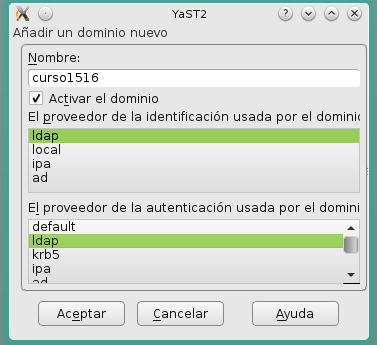 YaST2
Añadir un dominio nuevo
Nombre:
curso1516
Activar el dominio
El proveedor de la identificación usada por el dominio
ldap
local
ipa
ad
El proveedor de la autenticación usada por el domini
default
ldap
krb5
ipa
ad
Aceptar
Cancelar
Ayuda